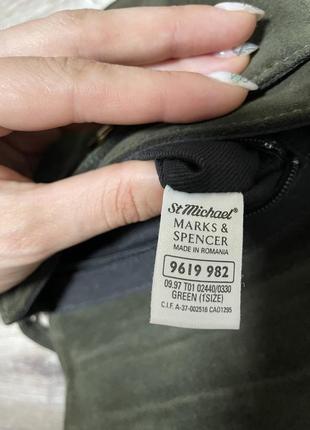 St Michael®
MARKS &
SPENCER
MADE IN ROMANIA
9619 982
09.97 T01 02440/0330
GREEN (1SIZE)
C.I.F. A-37-002516 CA01295